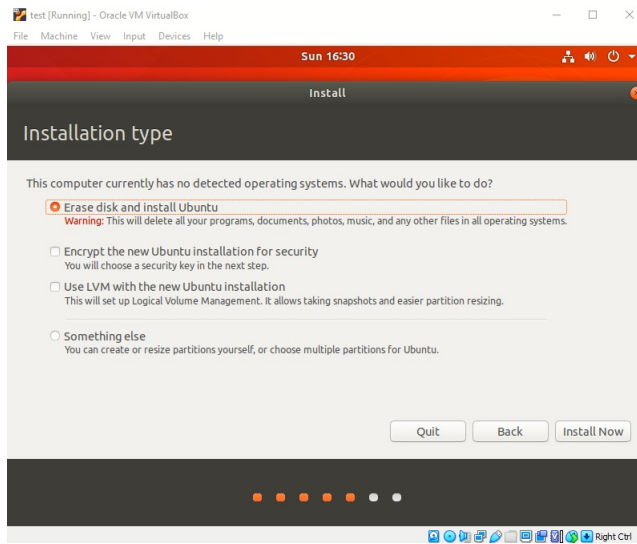 test [Running] - Oracle VM VirtualBox
File Machine View Input Devices Help
Sun 16:30
Install
Installation type
This computer currently has no detected operating systems. What would you like to do?
Erase disk and install Ubuntu
Warning: This will delete all your programs, documents, photos, music, and any other files in all operating systems.
Encrypt the new Ubuntu installation for security
You will choose a security key in the next step.
Use LVM with the new Ubuntu installation
This will set up Logical Volume Management. It allows taking snapshots and easier partition resizing.
Something else
You can create or resize partitions yourself, or choose multiple partitions for Ubuntu.
Quit Back Install Now
Right Ctrl